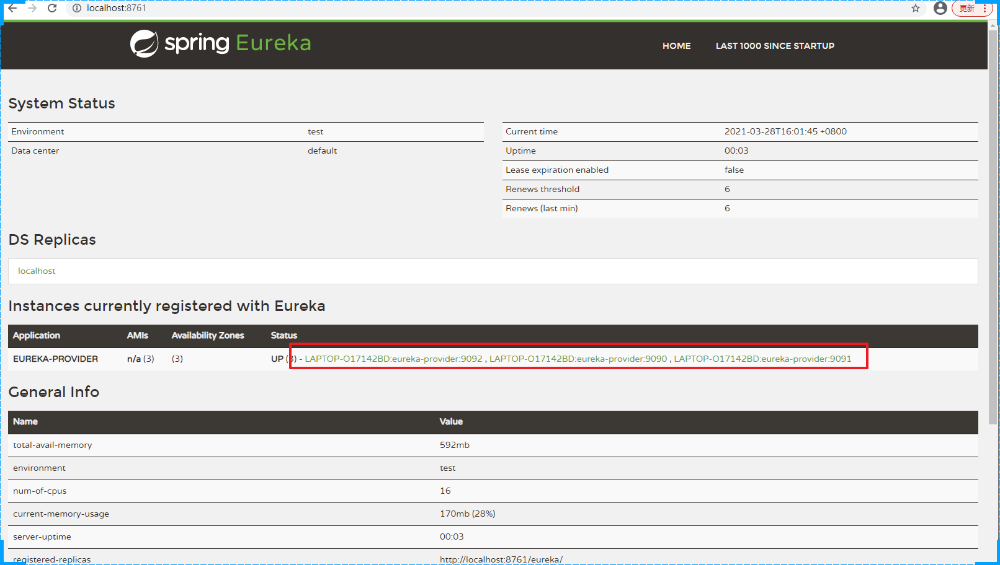 localhost:8761
更新
spring Eureka
HOME LAST 1000 SINCE STARTUP
System Status
Environment test
Data center default
Current time 2021-03-28T16:01:45 +0800
Uptime 00:03
Lease expiration enabled false
Renews threshold 6
Renews (last min) 6
DS Replicas
localhost
Instances currently registered with Eureka
Application AMIs Availability Zones Status
EUREKA-PROVIDER n/a (3) (3) UP (3) - LAPTOP-O17142BD:eureka-provider:9092 , LAPTOP-O17142BD:eureka-provider:9090 , LAPTOP-O17142BD:eureka-provider:9091
General Info
Name Value
total-avail-memory 592mb
environment test
num-of-cpus 16
current-memory-usage 170mb (28%)
server-uptime 00:03
registered-replicas http://localhost:8761/eureka/